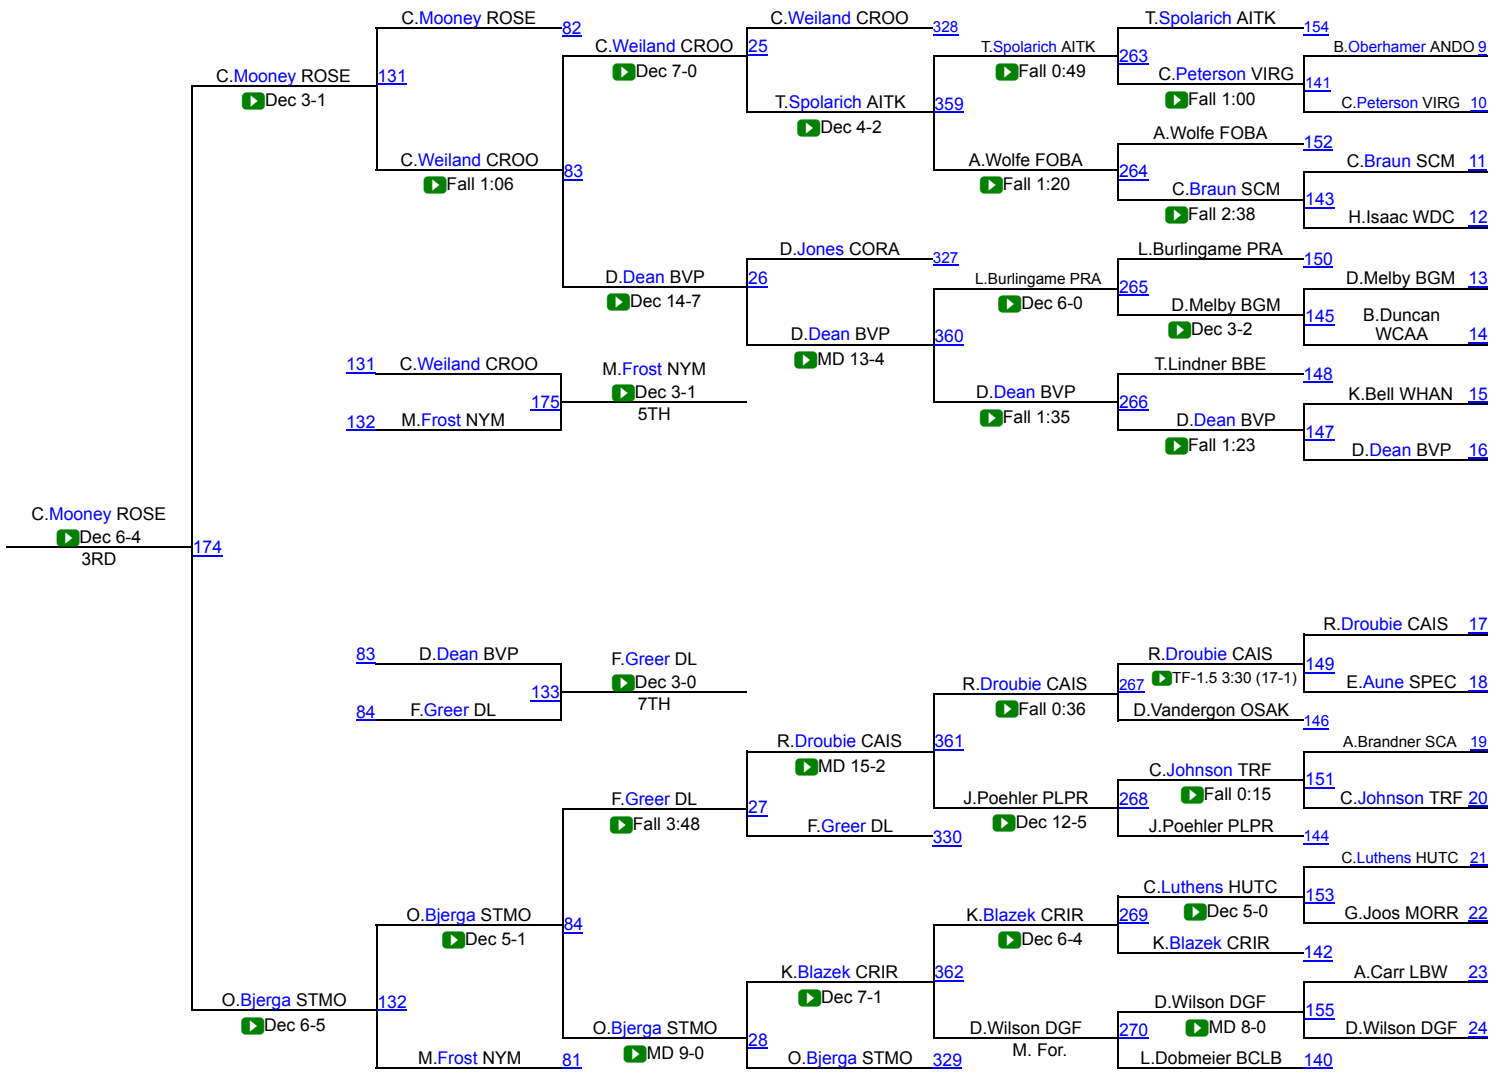 C.Mooney ROSE
82
C.Weiland CROO
328
T.Spolarich AITK
154
C.Weiland CROO
25
Dec 7-0
T.Spolarich AITK
263
Fall 0:49
B.Oberhamer ANDO 9
C.Mooney ROSE
131
Dec 3-1
C.Peterson VIRG
141
Fall 1:00
T.Spolarich AITK
359
Dec 4-2
C.Peterson VIRG 10
A.Wolfe FOBA
152
C.Weiland CROO
83
Fall 1:06
A.Wolfe FOBA
264
Fall 1:20
C.Braun SCM 11
C.Braun SCM
143
Fall 2:38
H.Isaac WDC 12
D.Jones CORA
327
L.Burlingame PRA
150
D.Dean BVP
26
Dec 14-7
L.Burlingame PRA
265
Dec 6-0
D.Melby BGM 13
D.Melby BGM
145
Dec 3-2
B.Duncan
WCAA 14
D.Dean BVP
360
MD 13-4
131 C.Weiland CROO
M.Frost NYM
Dec 3-1
175
5TH
132 M.Frost NYM
T.Lindner BBE
148
D.Dean BVP
266
Fall 1:35
K.Bell WHAN 15
D.Dean BVP
147
Fall 1:23
D.Dean BVP 16
C.Mooney ROSE
Dec 6-4
174
3RD
R.Droubie CAIS 17
83 D.Dean BVP
F.Greer DL
Dec 3-0
133
7TH
84 F.Greer DL
R.Droubie CAIS
149
TF-1.5 3:30 (17-1)
R.Droubie CAIS
267
Fall 0:36
E.Aune SPEC 18
D.Vandergon OSAK
146
R.Droubie CAIS
361
MD 15-2
A.Brandner SCA 19
C.Johnson TRF
151
Fall 0:15
F.Greer DL
27
Fall 3:48
J.Poehler PLPR
268
Dec 12-5
C.Johnson TRF 20
F.Greer DL
330
J.Poehler PLPR
144
C.Luthens HUTC 21
C.Luthens HUTC
153
Dec 5-0
O.Bjerga STMO
84
Dec 5-1
K.Blazek CRIR
269
Dec 6-4
G.Joos MORR 22
K.Blazek CRIR
142
K.Blazek CRIR
362
Dec 7-1
A.Carr LBW 23
O.Bjerga STMO
132
Dec 6-5
D.Wilson DGF
155
MD 8-0
O.Bjerga STMO
28
MD 9-0
D.Wilson DGF
270
M. For.
D.Wilson DGF 24
M.Frost NYM
81
O.Bjerga STMO
329
L.Dobmeier BCLB
140